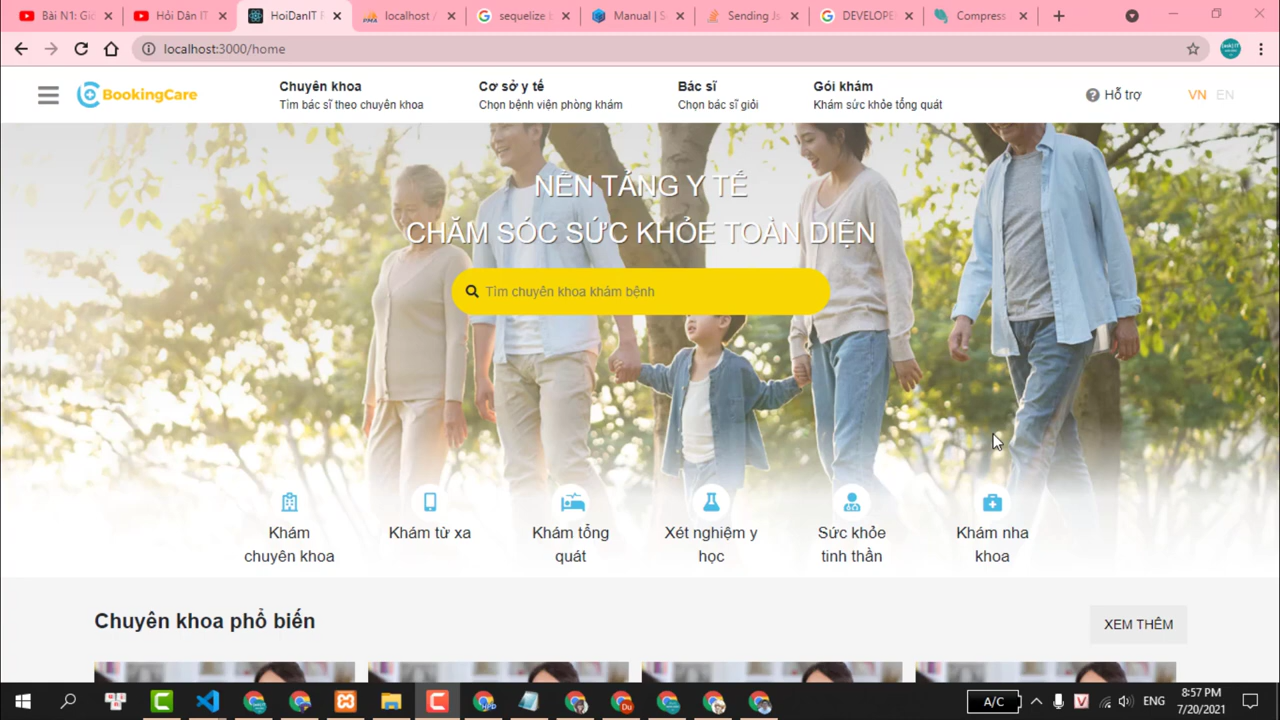 Bài N1: Giớ
Hỏi Dân IT
HoiDanIT F
localhost /
sequelize b
Manual | S
Sending Js
DEVELOPE
Compress
localhost:3000/home
BookingCare
Chuyên khoa
Tìm bác sĩ theo chuyên khoa
Cơ sở y tế
Chọn bệnh viện phòng khám
Bác sĩ
Chọn bác sĩ giỏi
Gói khám
Khám sức khỏe tổng quát
Hỗ trợ
VN EN
NỀN TẢNG Y TẾ
CHĂM SÓC SỨC KHỎE TOÀN DIỆN
Tìm chuyên khoa khám bệnh
Khám
chuyên khoa
Khám từ xa
Khám tổng
quát
Xét nghiệm y
học
Sức khỏe
tinh thần
Khám nha
khoa
Chuyên khoa phổ biến
XEM THÊM
A/C
ENG
8:57 PM
7/20/2021